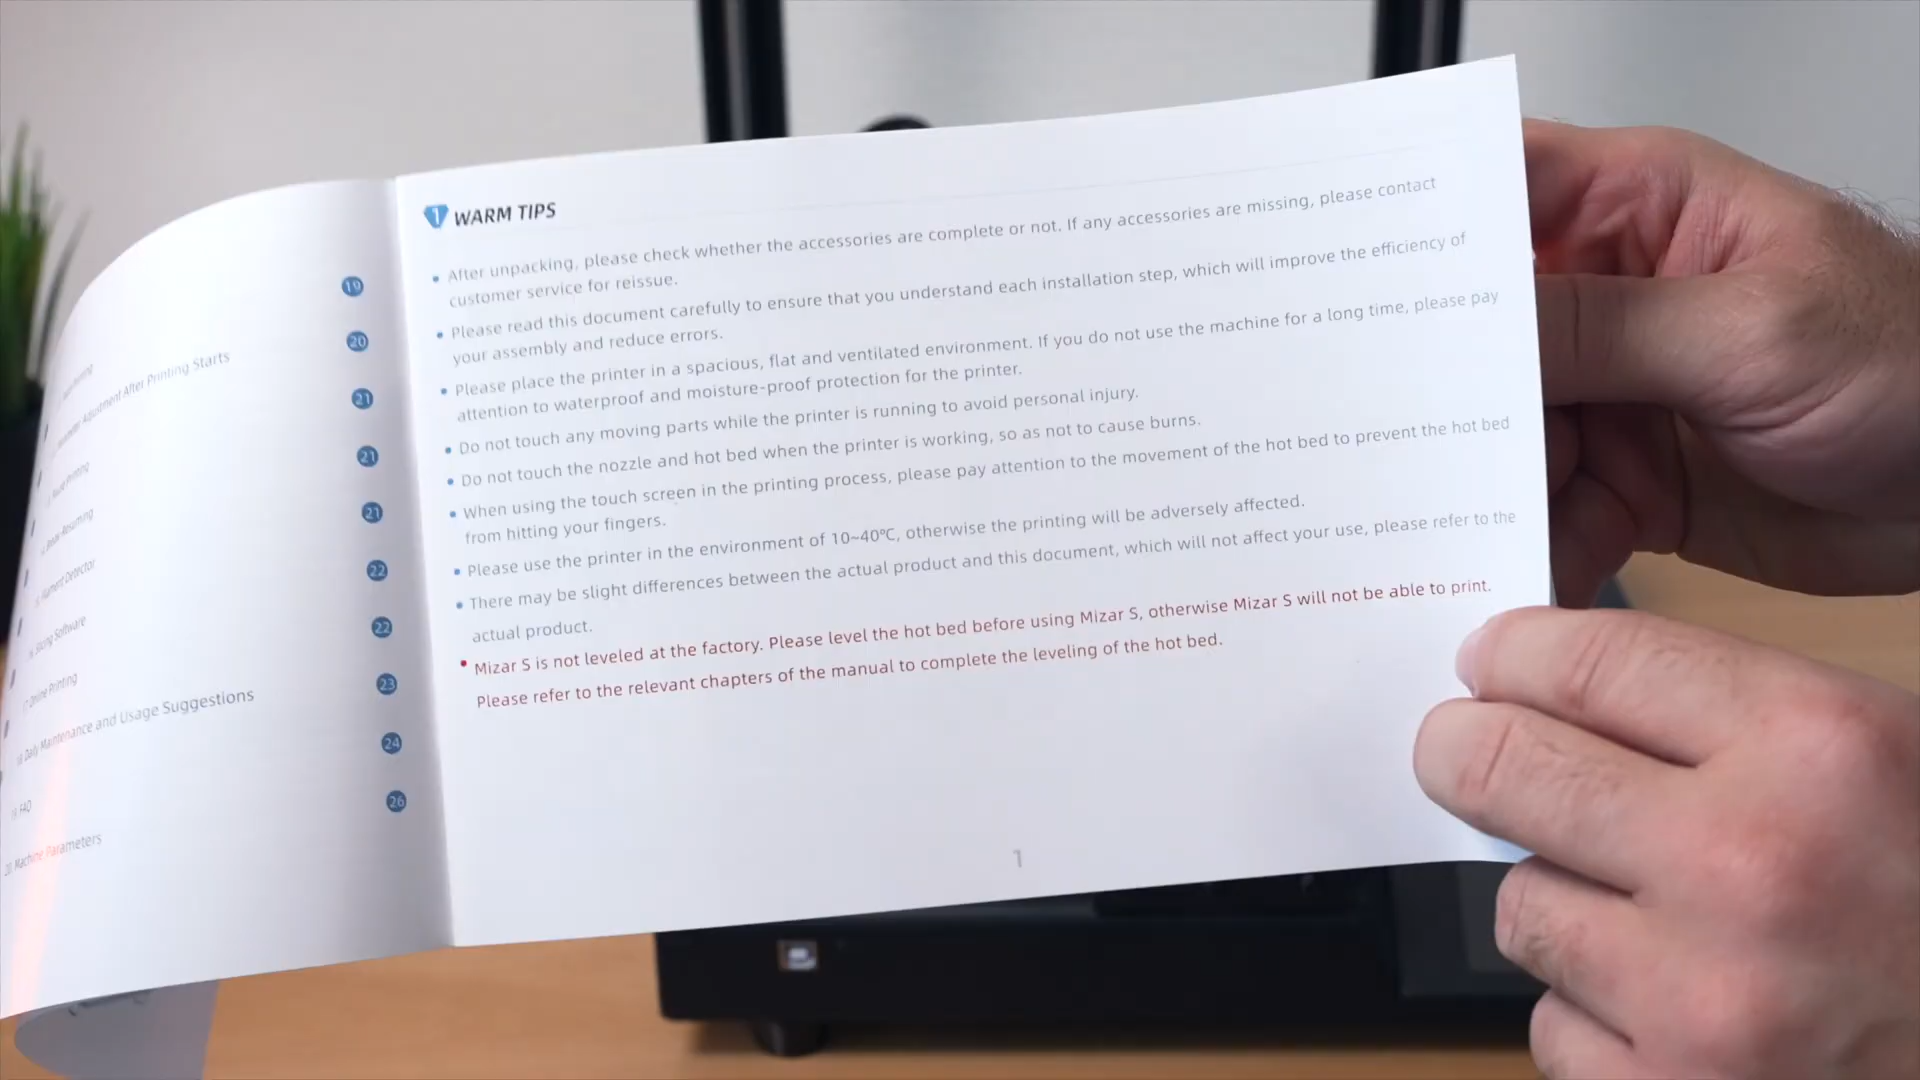 19
Adjustment After Printing Starts
20
21
Printing
21
Resuming
21
Filament Detector
22
Software
22
17 Online Printing
23
18 Daily Maintenance and Usage Suggestions
24
19 FAQ
26
20 Machine Parameters
1 WARM TIPS
• After unpacking, please check whether the accessories are complete or not. If any accessories are missing, please contact
customer service for reissue.
• Please read this document carefully to ensure that you understand each installation step, which will improve the efficiency of
your assembly and reduce errors.
• Please place the printer in a spacious, flat and ventilated environment. If you do not use the machine for a long time, please pay
attention to waterproof and moisture-proof protection for the printer.
• Do not touch any moving parts while the printer is running to avoid personal injury.
• Do not touch the nozzle and hot bed when the printer is working, so as not to cause burns.
• When using the touch screen in the printing process, please pay attention to the movement of the hot bed to prevent the hot bed
from hitting your fingers.
• Please use the printer in the environment of 10~40℃, otherwise the printing will be adversely affected.
• There may be slight differences between the actual product and this document, which will not affect your use, please refer to the
actual product.
• Mizar S is not leveled at the factory. Please level the hot bed before using Mizar S, otherwise Mizar S will not be able to print.
Please refer to the relevant chapters of the manual to complete the leveling of the hot bed.
1